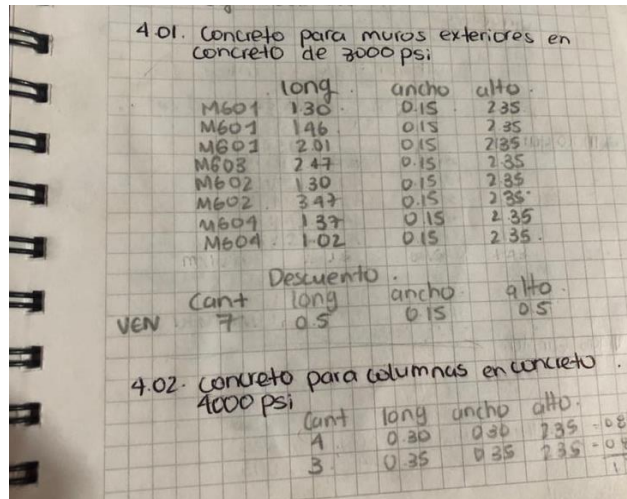 4.01. Concreto para muros exteriores en
concreto de 3000 psi
long. ancho alto.
M601 1.30. 0.15 2.35
M601 1.46 0.15 2.35
M601 2.01 0.15 2.35
M603 2.47 0.15 2.35
M602 1.30 0.15 2.35
M602 3.47 0.15 2.35
M604 1.37 0.15 2.35
M604 1.02 0.15 2.35.
Descuento.
Cant long ancho. alto.
VEN 7 0.5 0.15 0.5
4.02. Concreto para columnas en concreto.
4000 psi
Cant long ancho alto.
4 0.30 0.30 2.35
3 0.35 0.35 2.35